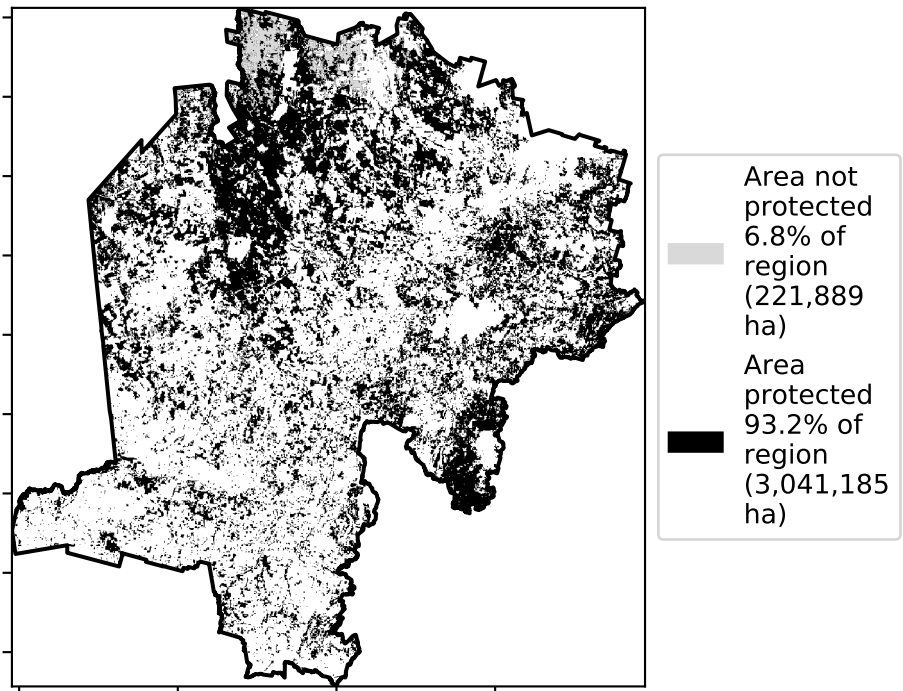 Area not
protected
6.8% of
region
(221,889
ha)
Area
protected
93.2% of
region
(3,041,185
ha)